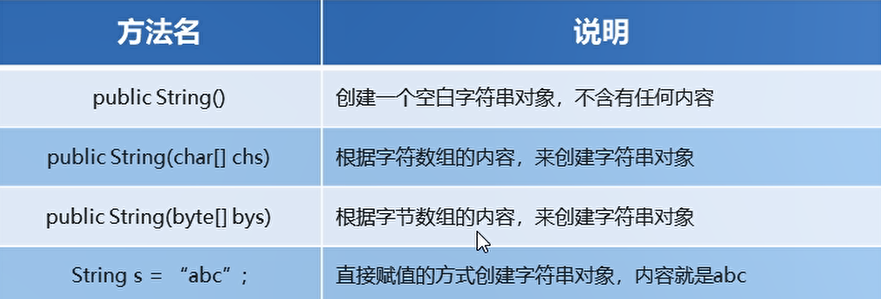 方法名 说明
public String() 创建一个空白字符串对象，不含有任何内容
public String(char[] chs) 根据字符数组的内容，来创建字符串对象
public String(byte[] bys) 根据字节数组的内容，来创建字符串对象
String s = “abc”; 直接赋值的方式创建字符串对象，内容就是abc